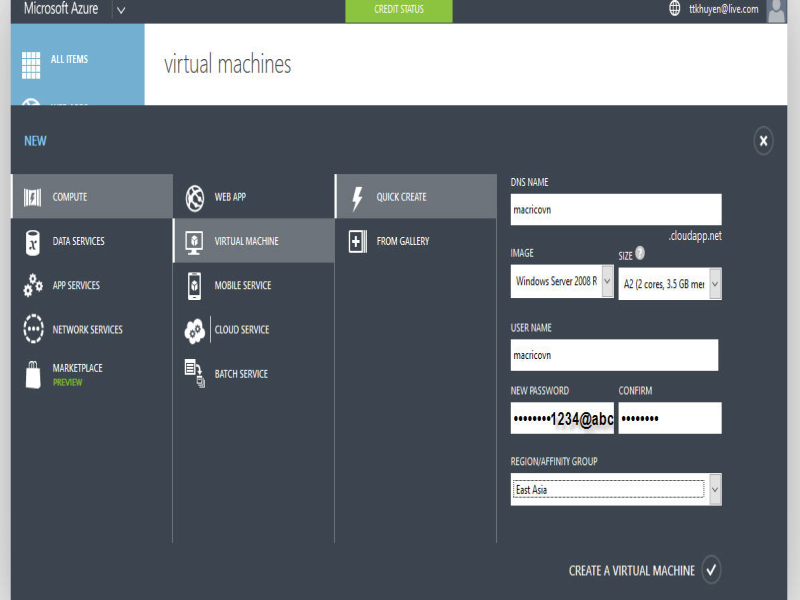 Microsoft Azure
CREDIT STATUS
ttkhuyen@live.com
ALL ITEMS
virtual machines
NEW
COMPUTE
DATA SERVICES
APP SERVICES
NETWORK SERVICES
MARKETPLACE
PREVIEW
WEB APP
VIRTUAL MACHINE
MOBILE SERVICE
CLOUD SERVICE
BATCH SERVICE
QUICK CREATE
FROM GALLERY
DNS NAME
macricovn
.cloudapp.net
IMAGE
SIZE ?
Windows Server 2008 R
A2 (2 cores, 3.5 GB mer
USER NAME
macricovn
NEW PASSWORD
CONFIRM
••••••••1234@abc
••••••••
REGION/AFFINITY GROUP
East Asia
CREATE A VIRTUAL MACHINE